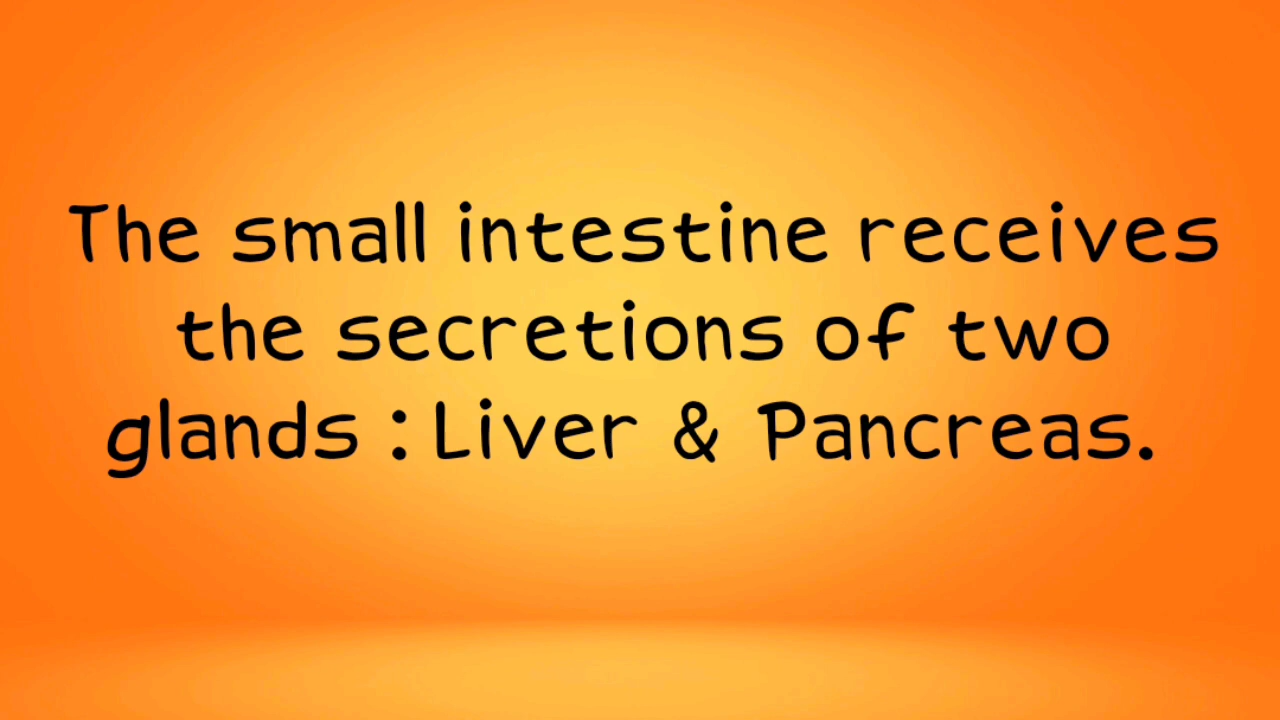 The small intestine receives
the secretions of two
glands : Liver & Pancreas.